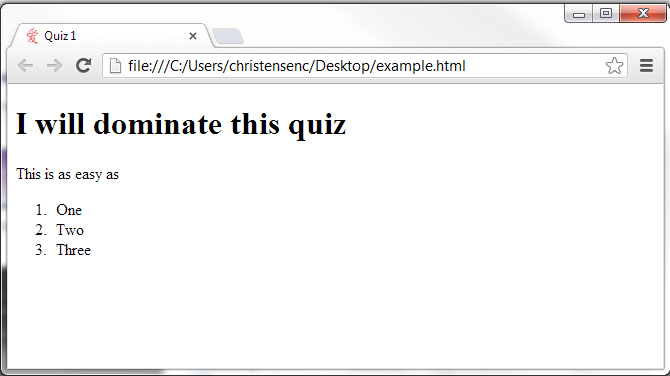 爱 Quiz 1
file:///C:/Users/christensenc/Desktop/example.html
I will dominate this quiz
This is as easy as
1. One
2. Two
3. Three